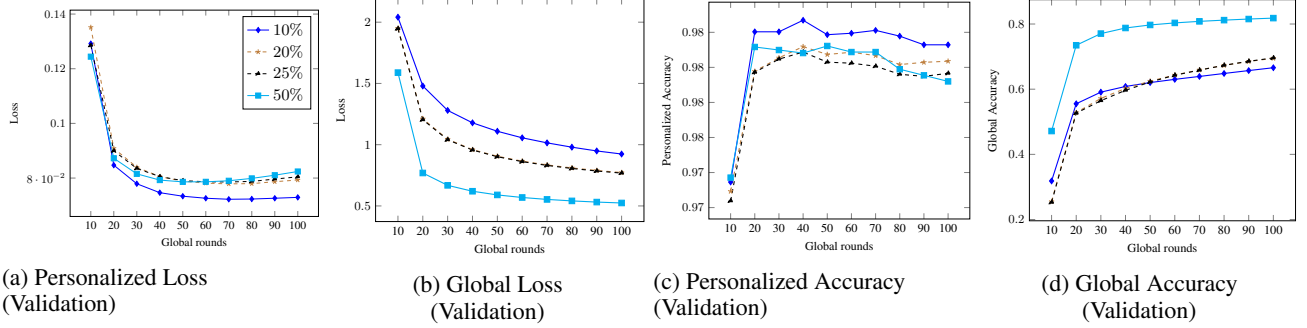 0.14
0.12
0.1
8 · 10⁻²
Loss
10 20 30 40 50 60 70 80 90 100
Global rounds
10%
20%
25%
50%
(a) Personalized Loss
(Validation)
2
1.5
1
0.5
Loss
10 20 30 40 50 60 70 80 90 100
Global rounds
(b) Global Loss
(Validation)
0.98
0.98
0.98
0.98
0.97
0.97
Personalized Accuracy
10 20 30 40 50 60 70 80 90 100
Global rounds
(c) Personalized Accuracy
(Validation)
0.8
0.6
0.4
0.2
Global Accuracy
10 20 30 40 50 60 70 80 90 100
Global rounds
(d) Global Accuracy
(Validation)